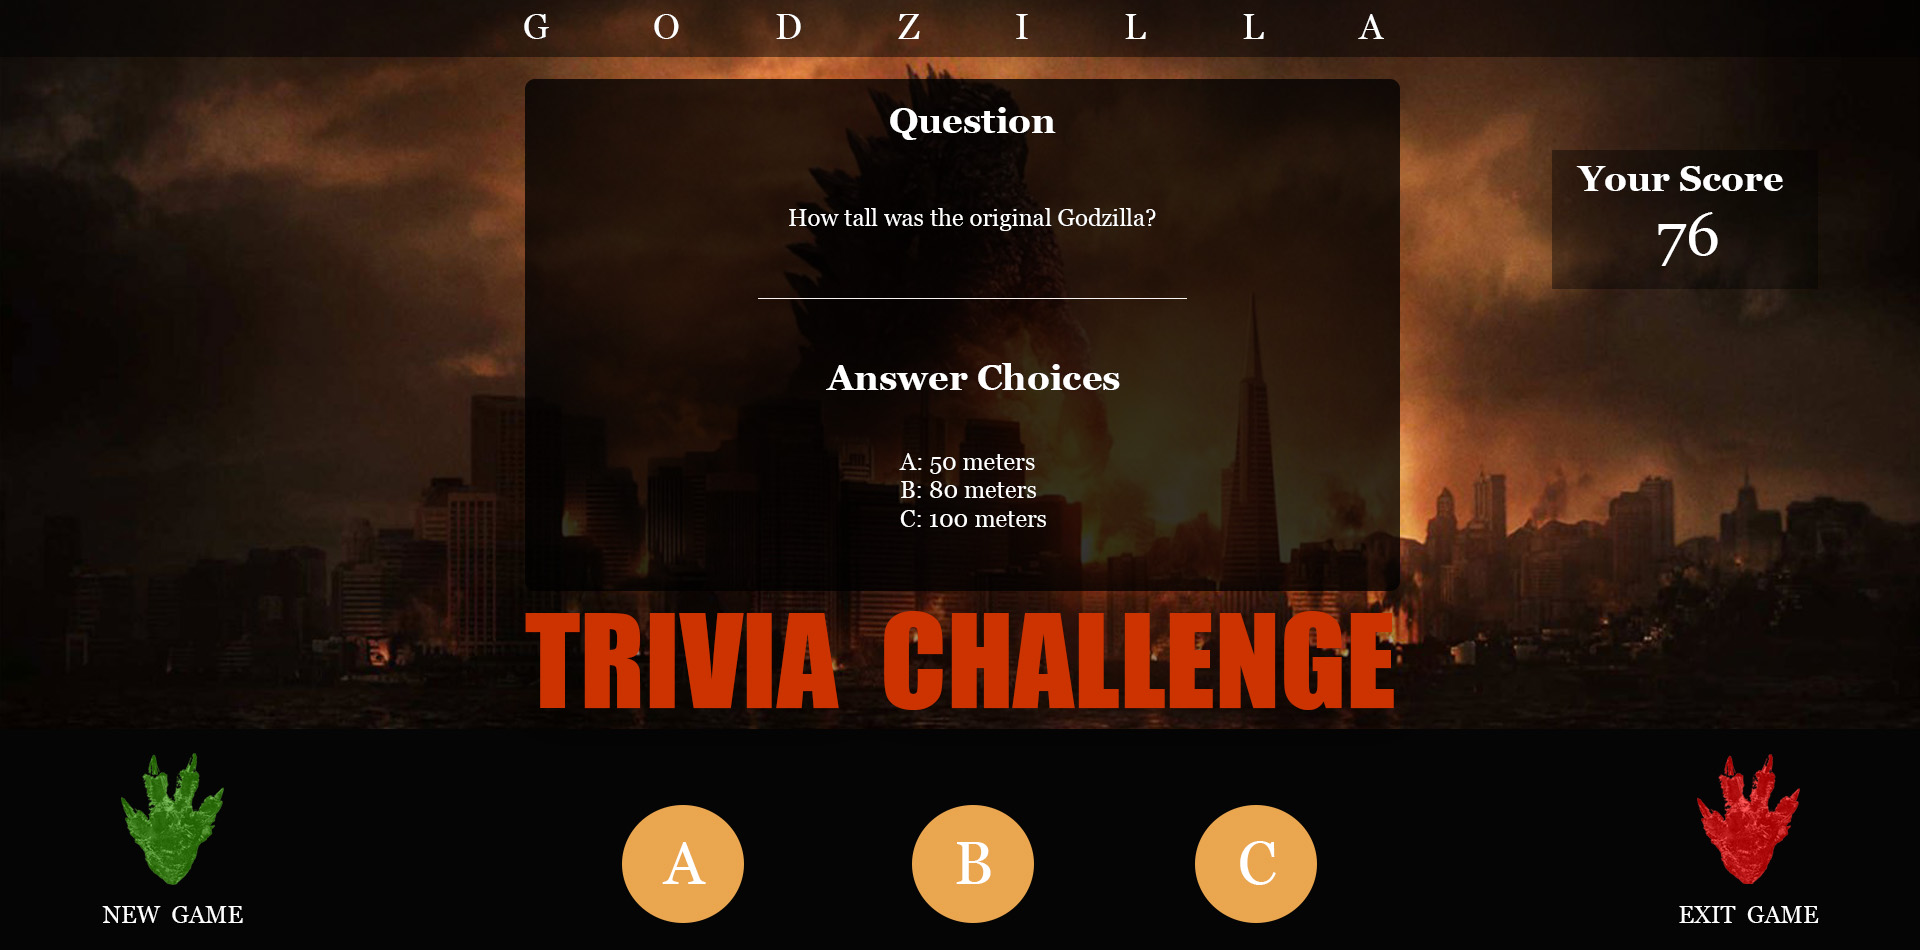 G O D Z I L L A
Question
How tall was the original Godzilla?
Your Score
76
Answer Choices
A: 50 meters
B: 80 meters
C: 100 meters
TRIVIA CHALLENGE
A B C
NEW GAME
EXIT GAME